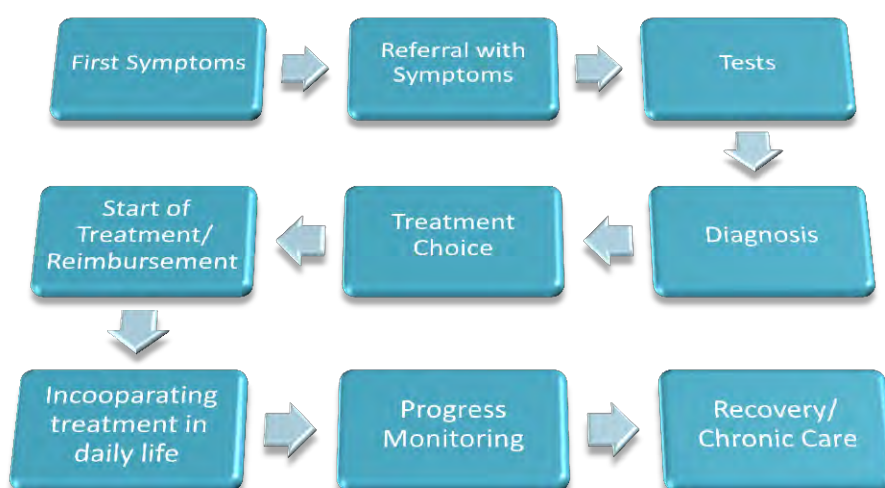 First Symptoms
Referral with
Symptoms
Tests
Start of
Treatment/
Reimbursement
Treatment
Choice
Diagnosis
Incooparating
treatment in
daily life
Progress
Monitoring
Recovery/
Chronic Care